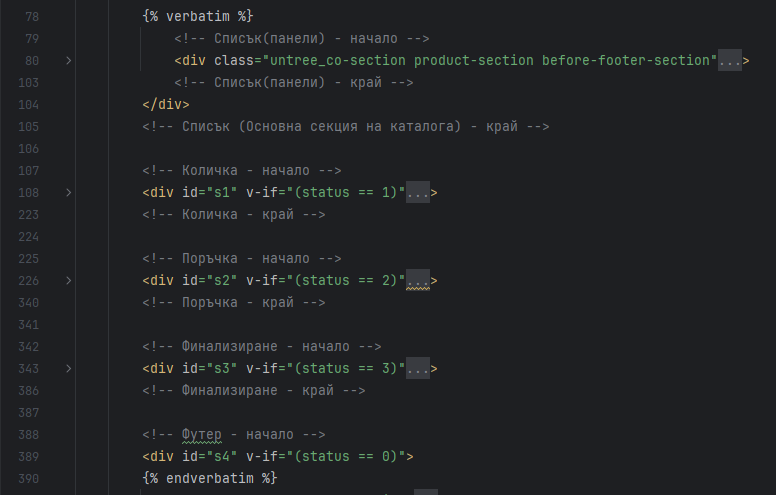 78 {% verbatim %}
79 <!-- Списък(панели) - начало -->
80 <div class="untree_co-section product-section before-footer-section"...>
103 <!-- Списък(панели) - край -->
104 </div>
105 <!-- Списък (Основна секция на каталога) - край -->
106
107 <!-- Количка - начало -->
108 <div id="s1" v-if="(status == 1)"...>
223 <!-- Количка - край -->
224
225 <!-- Поръчка - начало -->
226 <div id="s2" v-if="(status == 2)"...>
340 <!-- Поръчка - край -->
341
342 <!-- Финализиране - начало -->
343 <div id="s3" v-if="(status == 3)"...>
386 <!-- Финализиране - край -->
387
388 <!-- Футер - начало -->
389 <div id="s4" v-if="(status == 0)">
390 {% endverbatim %}